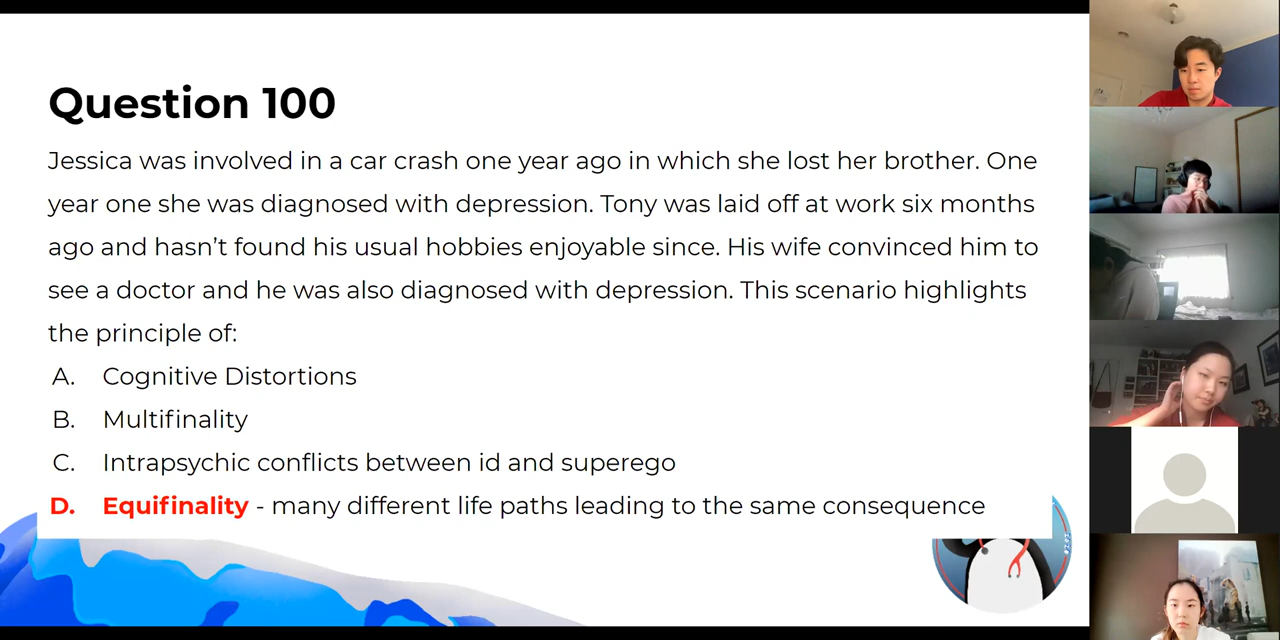 Question 100
Jessica was involved in a car crash one year ago in which she lost her brother. One
year one she was diagnosed with depression. Tony was laid off at work six months
ago and hasn't found his usual hobbies enjoyable since. His wife convinced him to
see a doctor and he was also diagnosed with depression. This scenario highlights
the principle of:
A. Cognitive Distortions
B. Multifinality
C. Intrapsychic conflicts between id and superego
D. Equifinality - many different life paths leading to the same consequence